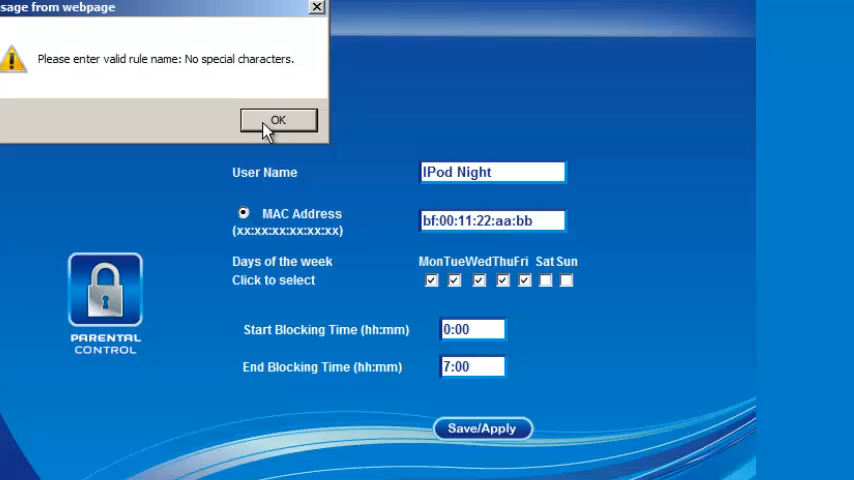 sage from webpage
Please enter valid rule name: No special characters.
OK
User Name
IPod Night
MAC Address
(xx:xx:xx:xx:xx:xx)
bf:00:11:22:aa:bb
Days of the week
MonTueWedThuFri Sat Sun
Click to select
PARENTAL
CONTROL
Start Blocking Time (hh:mm)
0:00
End Blocking Time (hh:mm)
7:00
Save/Apply